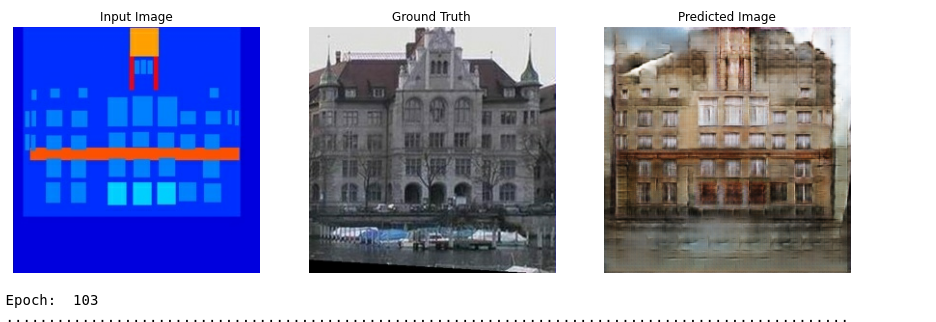 Input Image
Ground Truth
Predicted Image
Epoch:  103
....................................................................................................